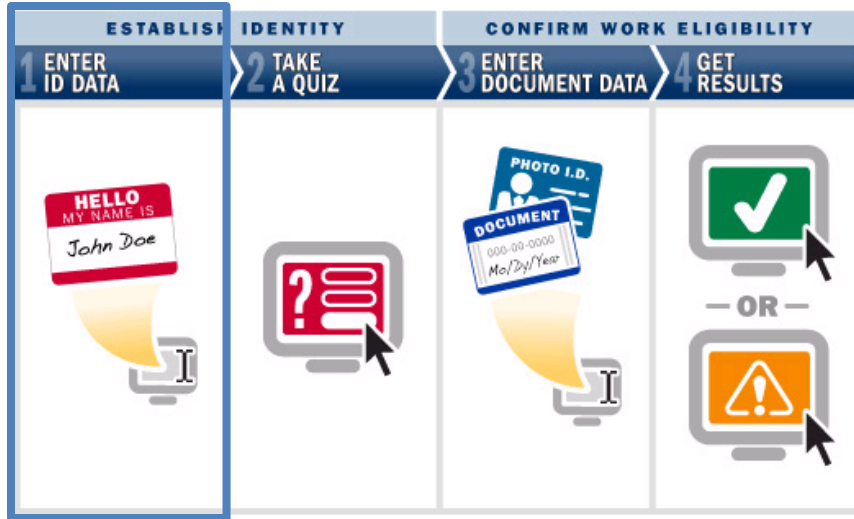 ESTABLISH IDENTITY
CONFIRM WORK ELIGIBILITY
1 ENTER
ID DATA
2 TAKE
A QUIZ
3 ENTER
DOCUMENT DATA
4 GET
RESULTS
HELLO
MY NAME IS
John Doe
?
PHOTO I.D.
DOCUMENT
000-00-0000
Mo/Dy/Year
— OR —
!